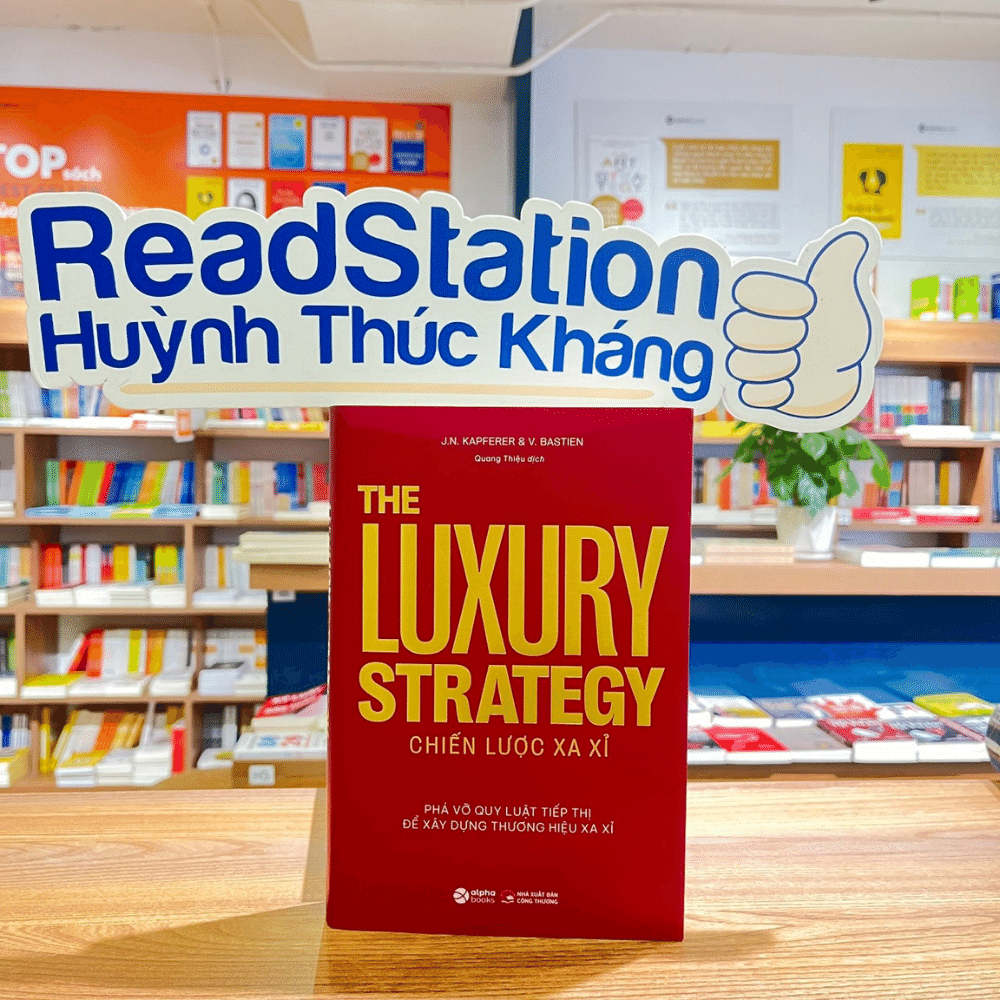 TOP sách
ReadStation
Huỳnh Thúc Kháng
J.N. KAPFERER & V. BASTIEN
Quang Thiệu dịch
THE
LUXURY
STRATEGY
CHIẾN LƯỢC XA XỈ
PHÁ VỠ QUY LUẬT TIẾP THỊ
ĐỂ XÂY DỰNG THƯƠNG HIỆU XA XỈ
alpha books
NHÀ XUẤT BẢN
CÔNG THƯƠNG